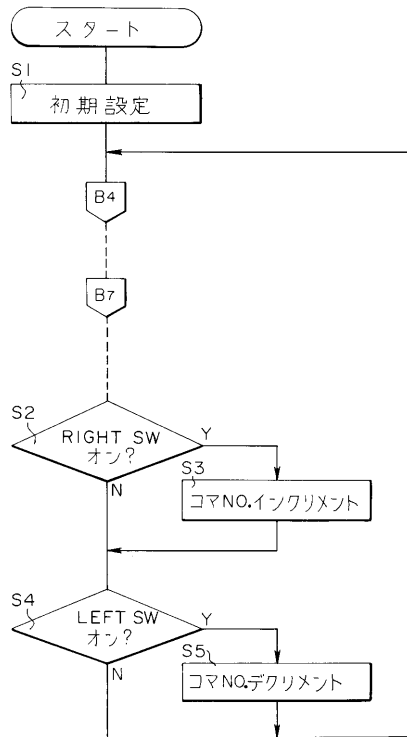 スタート
S1
初期設定
B4
B7
S2
RIGHT SW
オン?
Y
N
S3
コマNO.インクリメント
S4
LEFT SW
オン?
Y
N
S5
コマNO.デクリメント